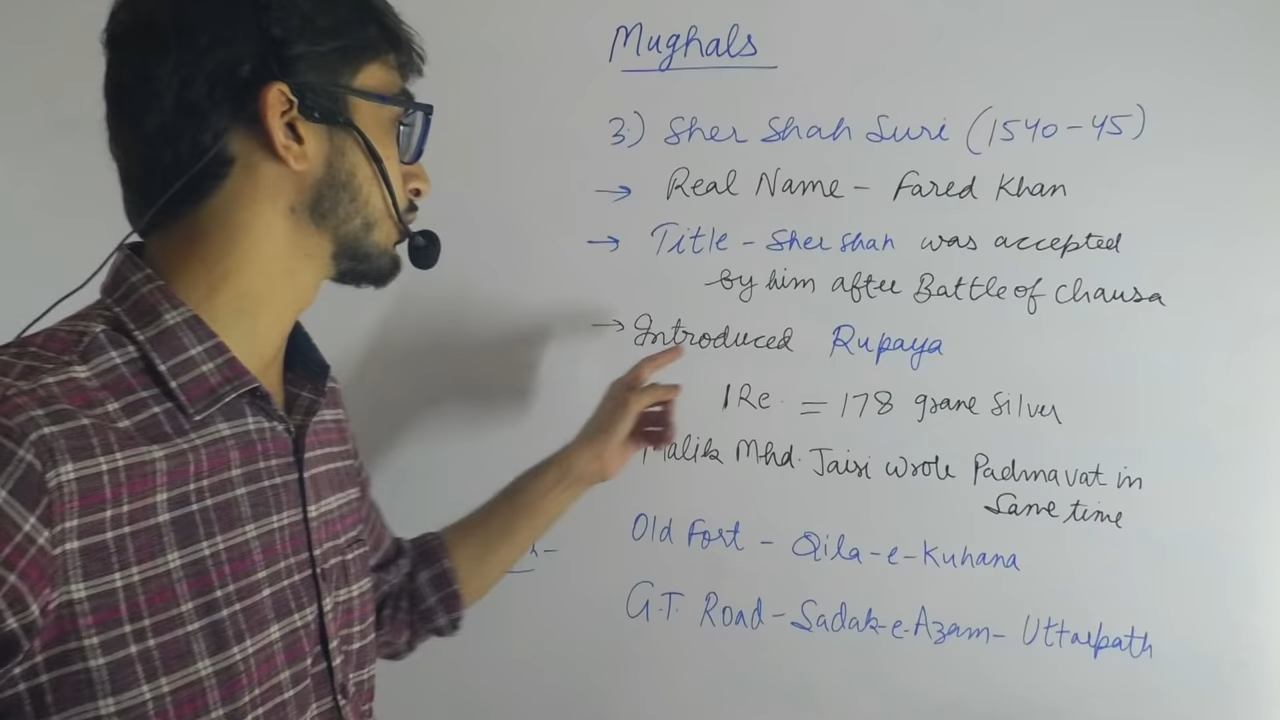 Mughals
3) Sher Shah Suri (1540-45)
→ Real Name - Fared Khan
→ Title - Sher Shah was accepted
by him after Battle of Chausa
→ Introduced Rupaya
1 Re = 178 grane Silver
Malik Mhd. Jaisi wrote Padmavat in
Same time
Old Fort - Qila-e-Kuhana
G.T. Road - Sadak-e-Azam - Uttarpath